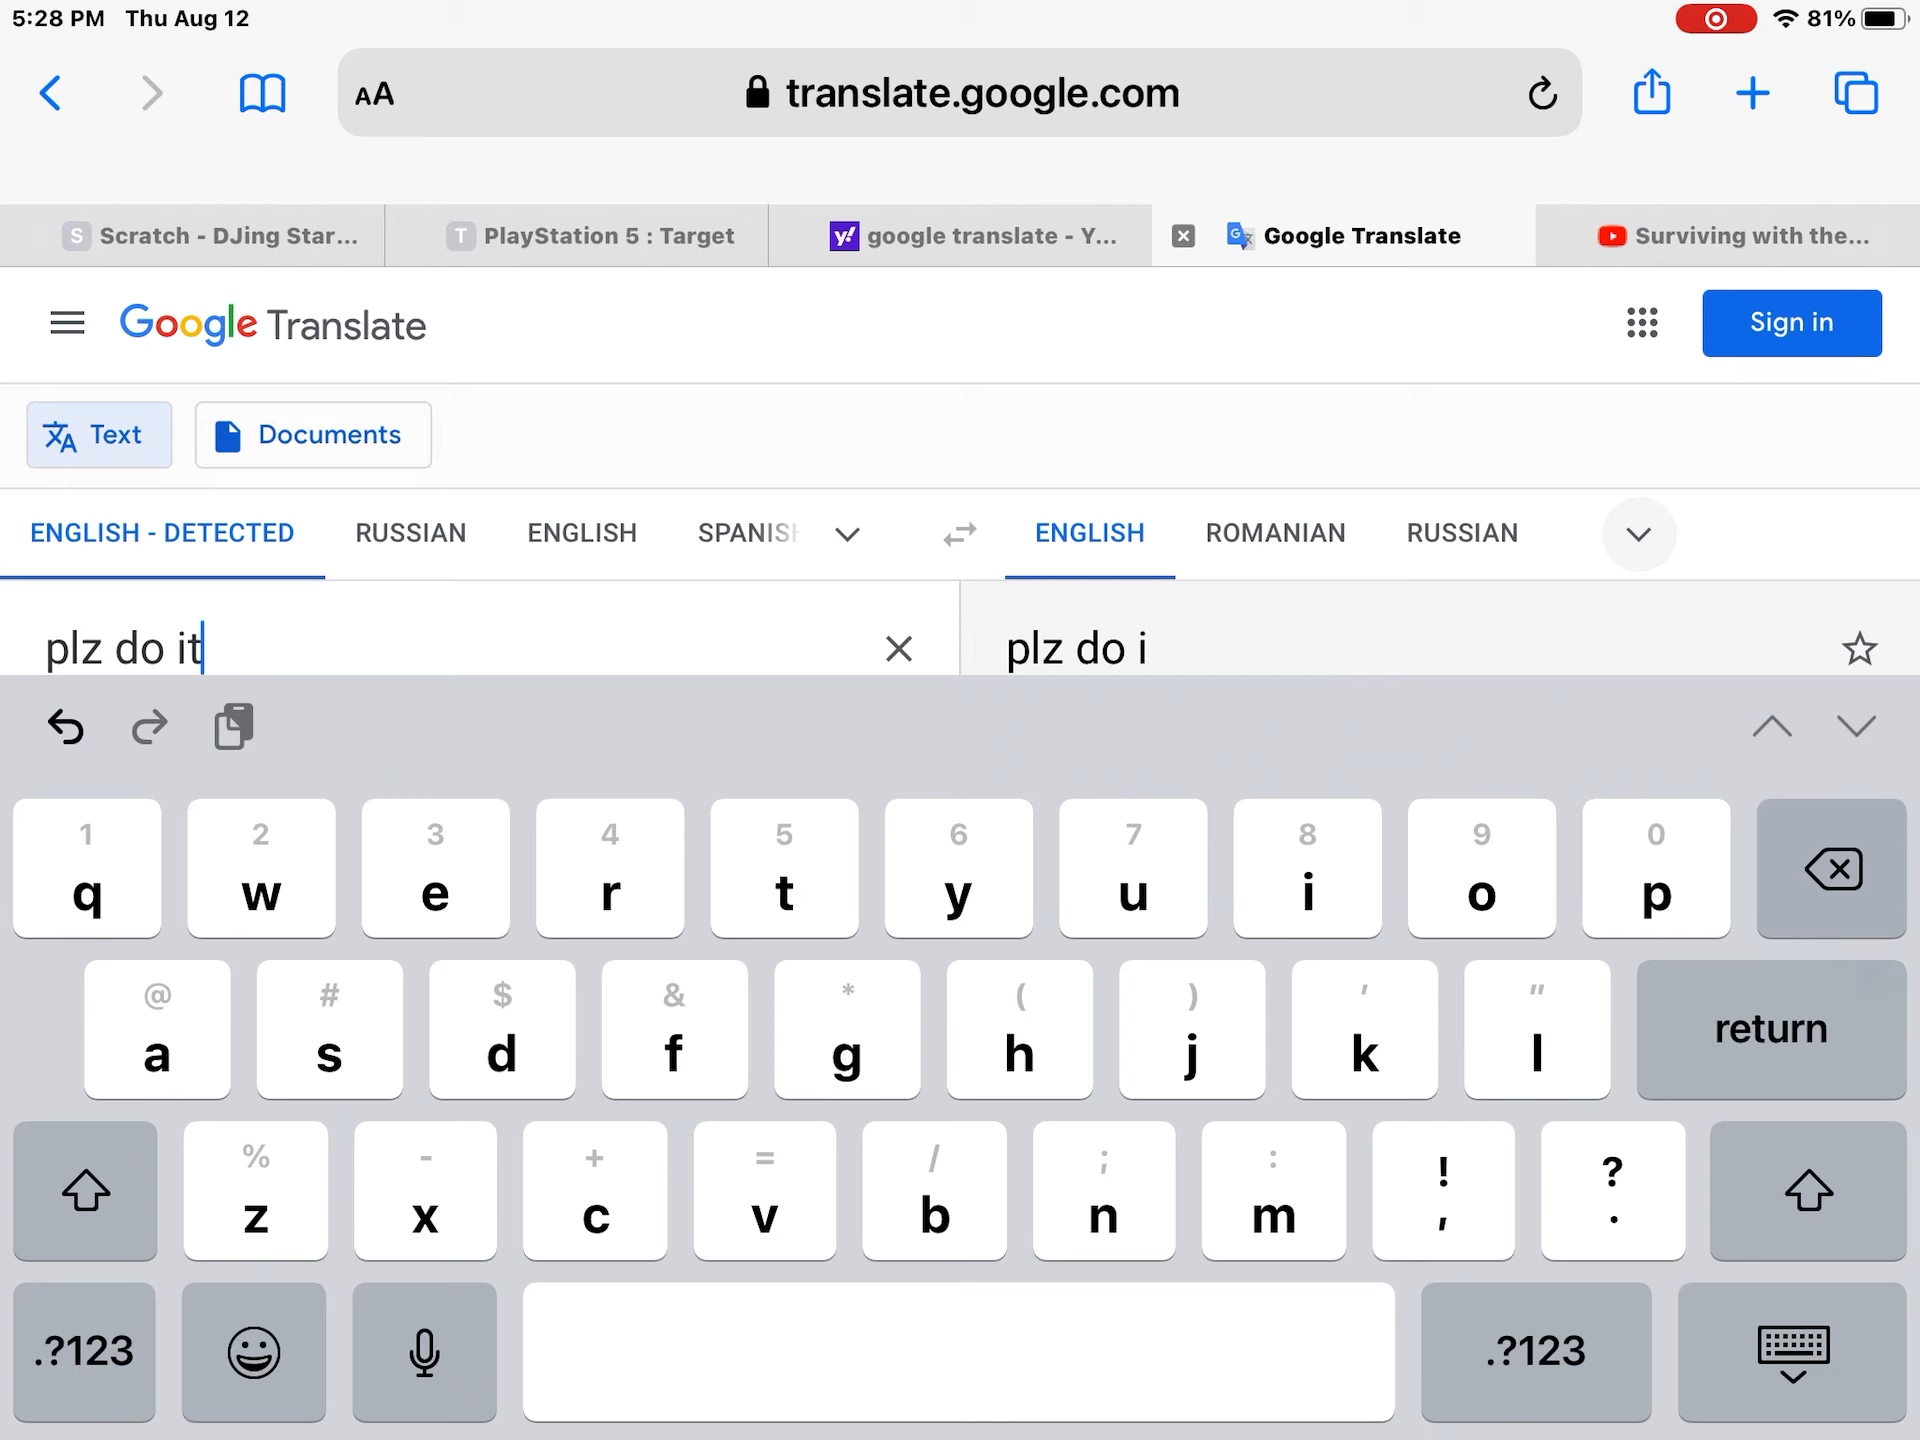 5:28 PM Thu Aug 12 81%
AA translate.google.com
S Scratch - DJing Star... T PlayStation 5 : Target y! google translate - Y... Google Translate Surviving with the...
Google Translate Sign in
Text Documents
ENGLISH - DETECTED RUSSIAN ENGLISH SPANISH ENGLISH ROMANIAN RUSSIAN
plz do it plz do i
1 2 3 4 5 6 7 8 9 0
q w e r t y u i o p
@ # $ & * ( ) ' "
a s d f g h j k l return
% - + = / ; : ! ?
z x c v b n m , .
.?123 .?123